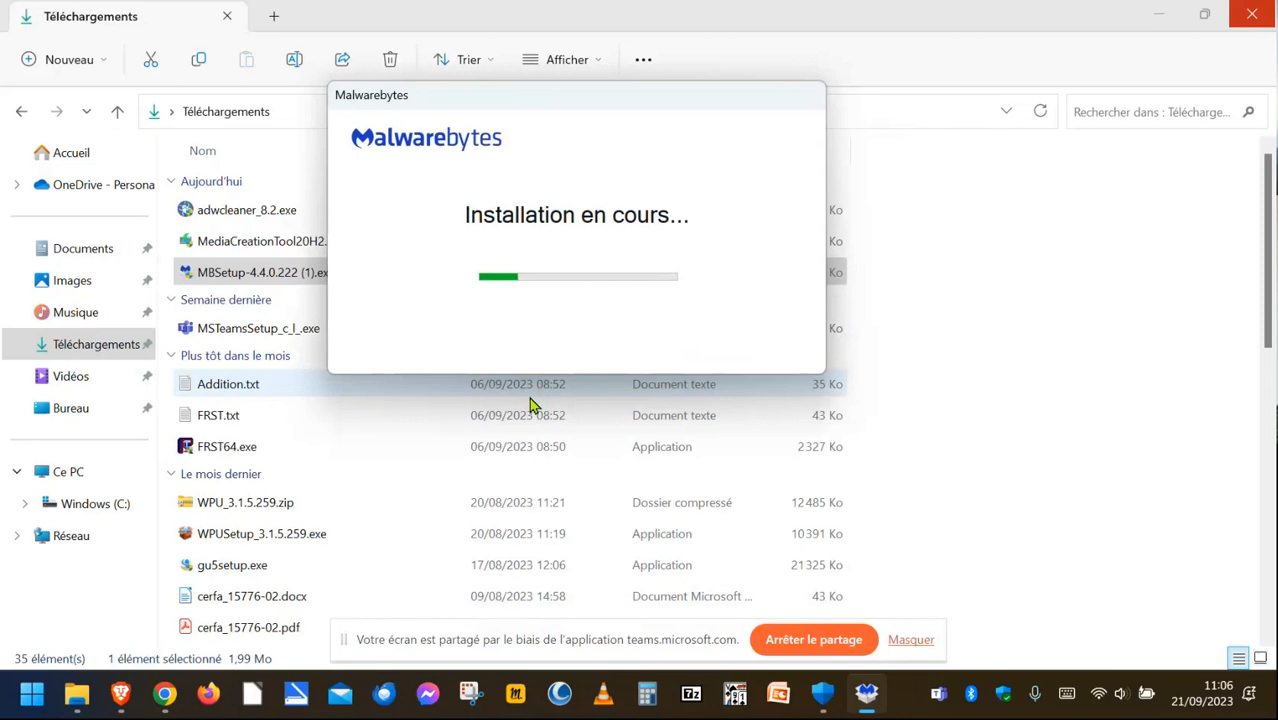 Téléchargements
Nouveau
Trier
Afficher
Téléchargements
Rechercher dans : Télécharge...
Malwarebytes
Malwarebytes
Installation en cours...
Accueil
OneDrive - Persona
Documents
Images
Musique
Téléchargements
Vidéos
Bureau
Ce PC
Windows (C:)
Réseau
Nom
Aujourd'hui
adwcleaner_8.2.exe Ko
MediaCreationTool20H2. Ko
MBSetup-4.4.0.222 (1).ex Ko
Semaine dernière
MSTeamsSetup_c_l_.exe Ko
Plus tôt dans le mois
Addition.txt 06/09/2023 08:52 Document texte 35 Ko
FRST.txt 06/09/2023 08:52 Document texte 43 Ko
FRST64.exe 06/09/2023 08:50 Application 2 327 Ko
Le mois dernier
WPU_3.1.5.259.zip 20/08/2023 11:21 Dossier compressé 12 485 Ko
WPUSetup_3.1.5.259.exe 20/08/2023 11:19 Application 10 391 Ko
gu5setup.exe 17/08/2023 12:06 Application 21 325 Ko
cerfa_15776-02.docx 09/08/2023 14:58 Document Microsoft ... 43 Ko
cerfa_15776-02.pdf
Votre écran est partagé par le biais de l'application teams.microsoft.com. Arrêter le partage Masquer
35 élément(s) 1 élément sélectionné 1,99 Mo
11:06
21/09/2023